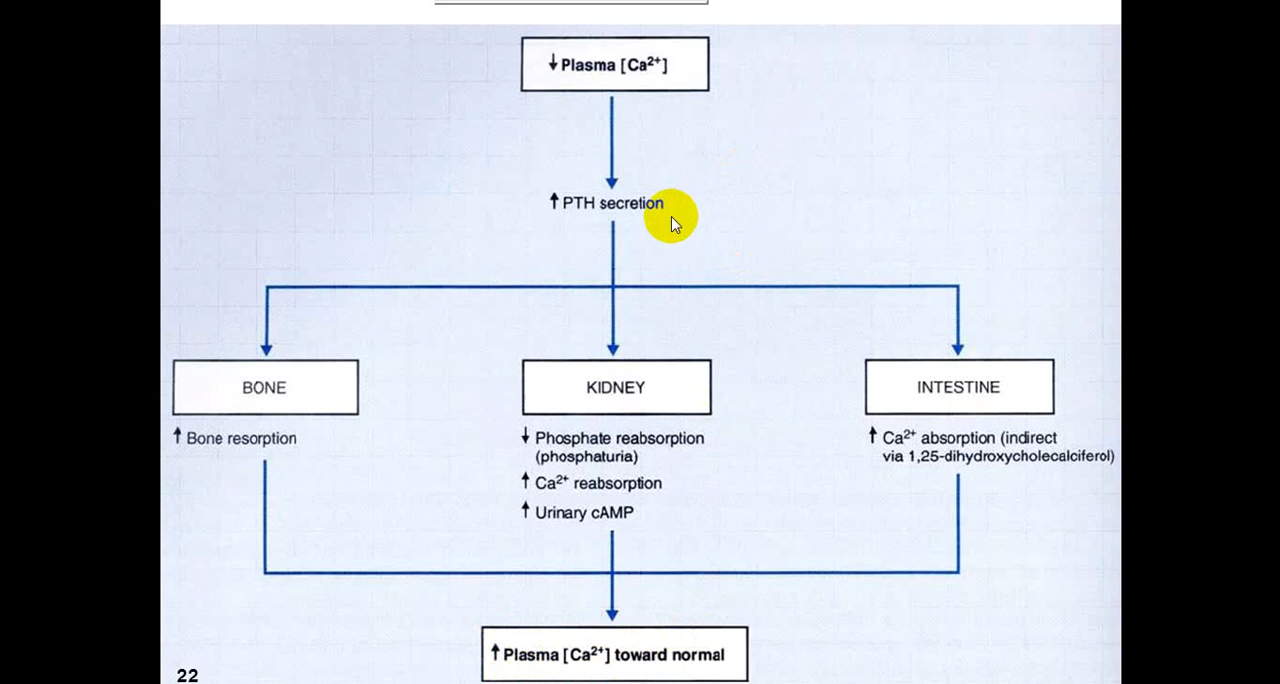 ↓Plasma [Ca²⁺]
↑PTH secretion
BONE
KIDNEY
INTESTINE
↑ Bone resorption
↓ Phosphate reabsorption
(phosphaturia)
↑ Ca²⁺ reabsorption
↑ Urinary cAMP
↑ Ca²⁺ absorption (indirect
via 1,25-dihydroxycholecalciferol)
↑Plasma [Ca²⁺] toward normal
22